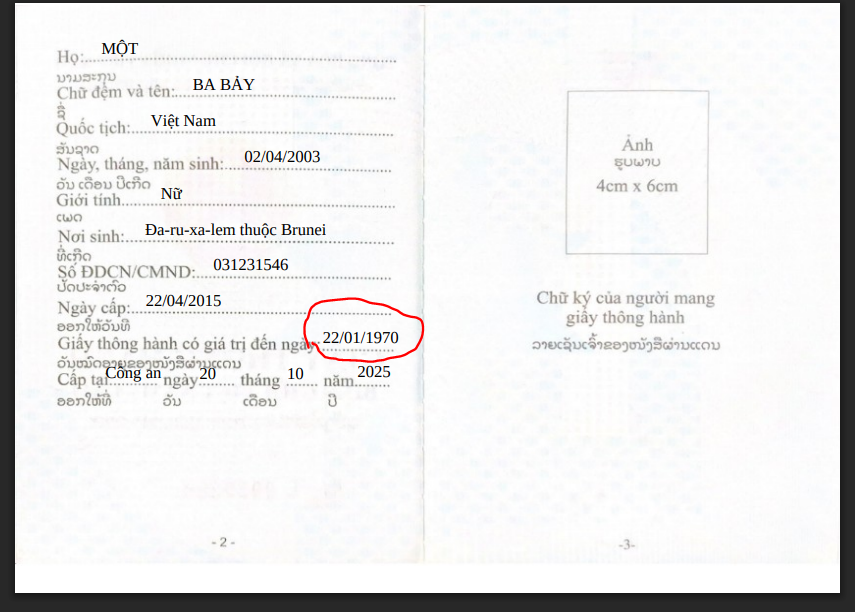 Họ: MỘT
ນາມສະກຸນ
Chữ đệm và tên: BA BẢY
ຊື່
Quốc tịch: Việt Nam
ສັນຊາດ
Ngày, tháng, năm sinh: 02/04/2003
ວັນ ເດືອນ ປີເກີດ
Giới tính Nữ
ເພດ
Nơi sinh: Đa-ru-xa-lem thuộc Brunei
ທີ່ເກີດ
Số ĐDCN/CMND: 031231546
ບັດປະຈຳຕົວ
Ngày cấp: 22/04/2015
ອອກໃຫ້ວັນທີ
Giấy thông hành có giá trị đến ngày: 22/01/1970
ວັນໝົດອາຍຸຂອງໜັງສືຜ່ານແດນ
Cấp tại Công an ngày 20 tháng 10 năm 2025
ອອກໃຫ້ທີ່ ວັນ ເດືອນ ປີ
- 2 -
Ảnh
ຮູບພາບ
4cm x 6cm
Chữ ký của người mang
giấy thông hành
ລາຍເຊັນເຈົ້າຂອງໜັງສືຜ່ານແດນ
-3-